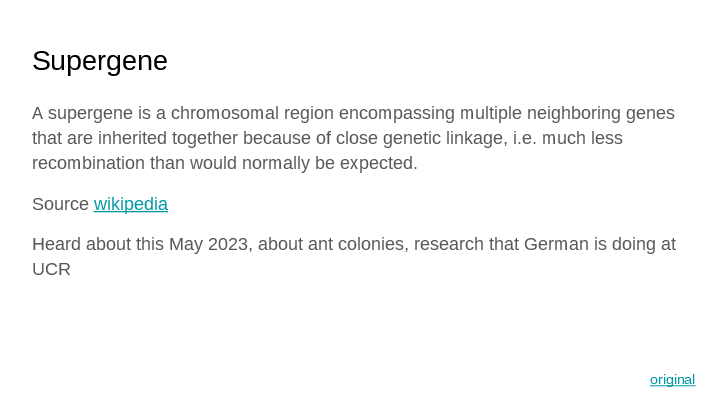 Supergene
A supergene is a chromosomal region encompassing multiple neighboring genes
that are inherited together because of close genetic linkage, i.e. much less
recombination than would normally be expected.
Source wikipedia
Heard about this May 2023, about ant colonies, research that German is doing at
UCR
original